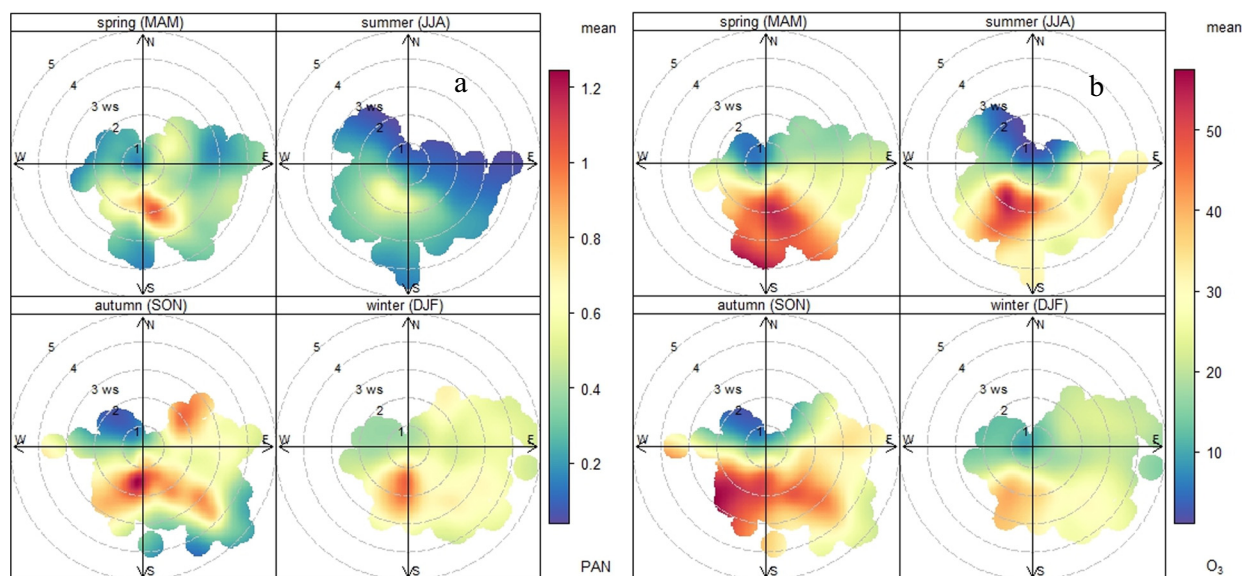 spring (MAM) summer (JJA) mean
N 5 4 3 ws 2 1 W E S
a 5 4 3 ws 2 1 W E S N
1.2
1
0.8
0.6
0.4
0.2
autumn (SON) winter (DJF)
N 5 4 3 ws 2 1 W E S
N 5 4 3 ws 2 1 W E S
PAN
spring (MAM) summer (JJA) mean
N 5 4 3 ws 2 1 W E S
b 5 4 3 ws 2 1 W E S N
50
40
30
20
10
autumn (SON) winter (DJF)
N 5 4 3 ws 2 1 W E S
N 5 4 3 ws 2 1 W E S
O₃